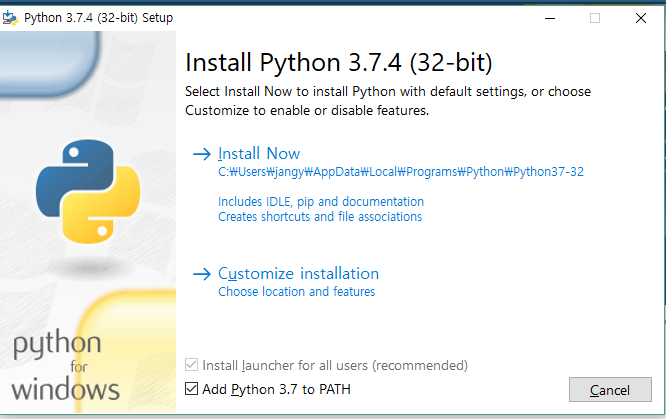 Python 3.7.4 (32-bit) Setup
Install Python 3.7.4 (32-bit)
Select Install Now to install Python with default settings, or choose
Customize to enable or disable features.
Install Now
C:₩Users₩jangy₩AppData₩Local₩Programs₩Python₩Python37-32
Includes IDLE, pip and documentation
Creates shortcuts and file associations
Customize installation
Choose location and features
python
for
windows
Install launcher for all users (recommended)
Add Python 3.7 to PATH
Cancel